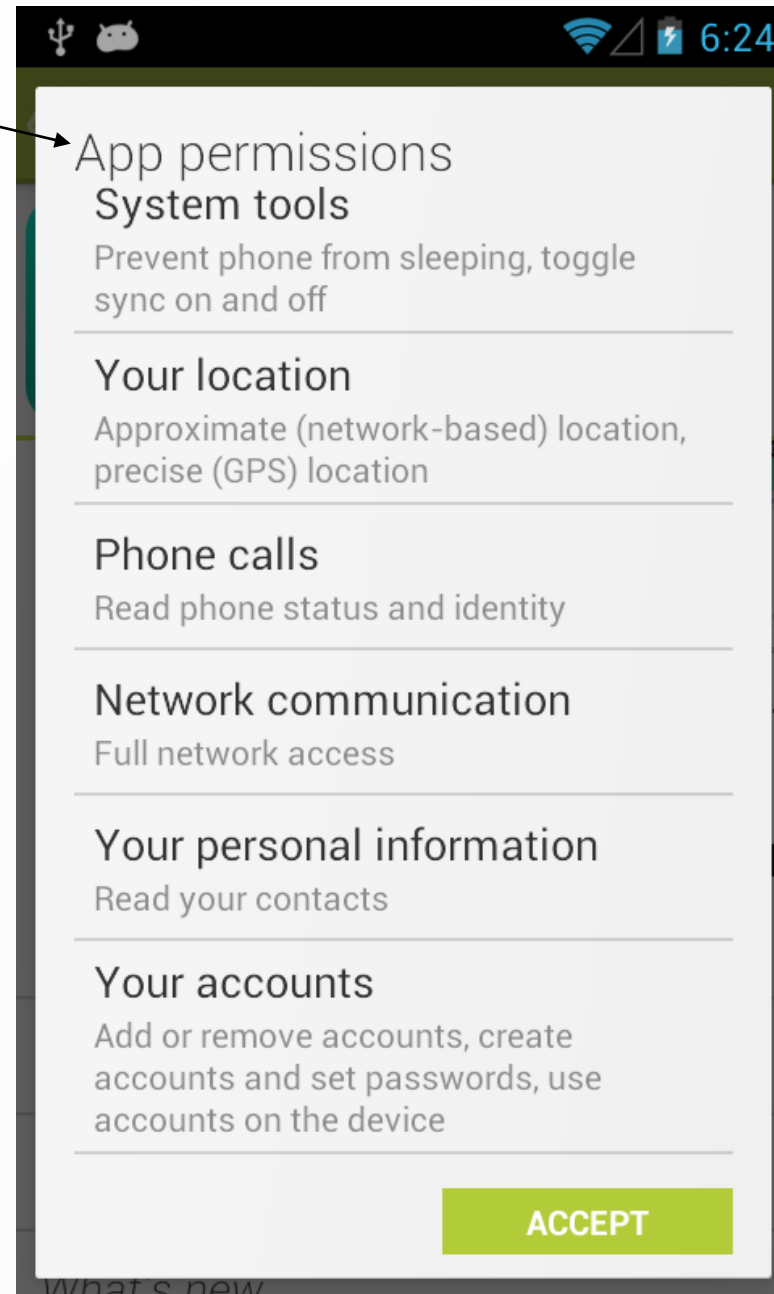 6:24
App permissions
System tools
Prevent phone from sleeping, toggle
sync on and off
Your location
Approximate (network-based) location,
precise (GPS) location
Phone calls
Read phone status and identity
Network communication
Full network access
Your personal information
Read your contacts
Your accounts
Add or remove accounts, create
accounts and set passwords, use
accounts on the device
ACCEPT
What's new